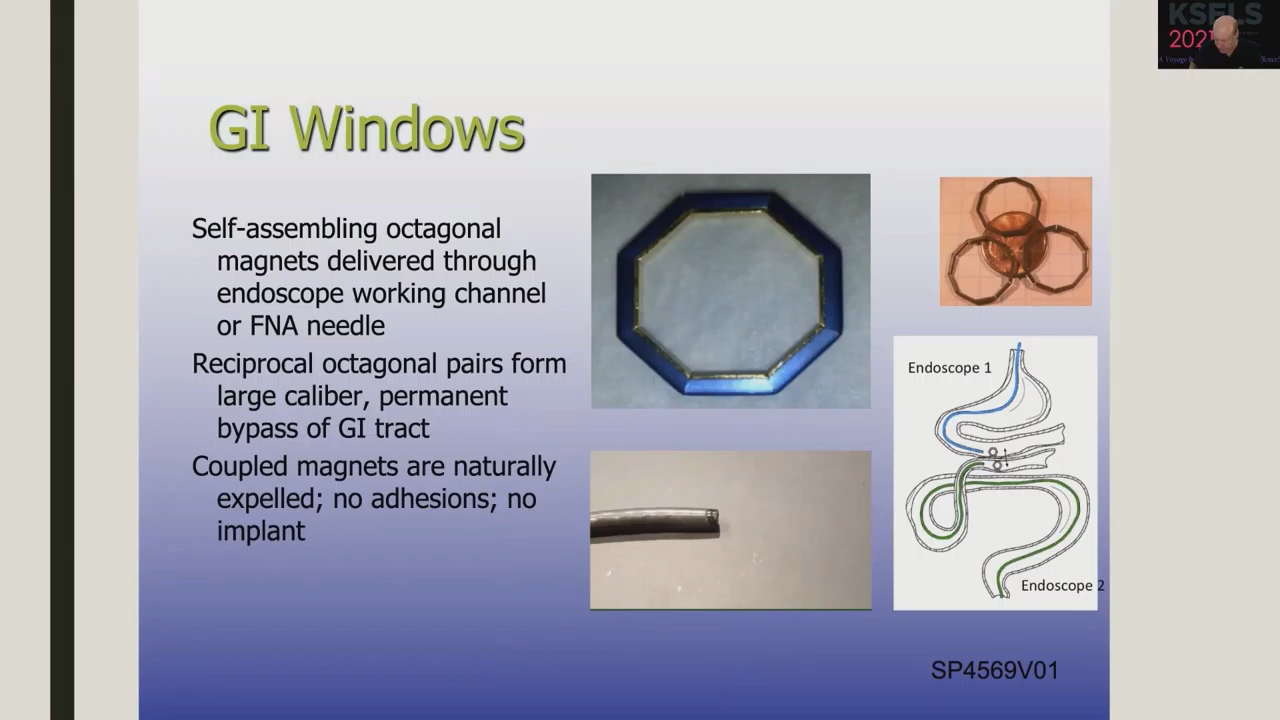 KSELS
2021
GI Windows
Self-assembling octagonal
magnets delivered through
endoscope working channel
or FNA needle
Reciprocal octagonal pairs form
large caliber, permanent
bypass of GI tract
Coupled magnets are naturally
expelled; no adhesions; no
implant
Endoscope 1
Endoscope 2
SP4569V01